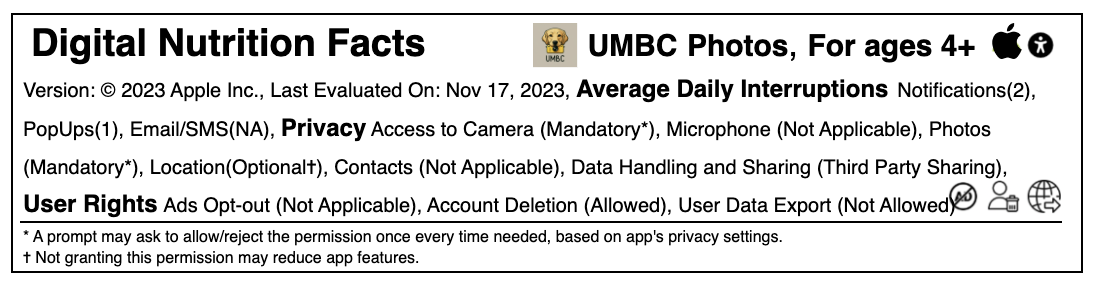 Digital Nutrition Facts
UMBC
UMBC Photos, For ages 4+
Version: © 2023 Apple Inc., Last Evaluated On: Nov 17, 2023, Average Daily Interruptions Notifications(2),
PopUps(1), Email/SMS(NA), Privacy Access to Camera (Mandatory*), Microphone (Not Applicable), Photos
(Mandatory*), Location(Optional†), Contacts (Not Applicable), Data Handling and Sharing (Third Party Sharing),
User Rights Ads Opt-out (Not Applicable), Account Deletion (Allowed), User Data Export (Not Allowed)
AD
* A prompt may ask to allow/reject the permission once every time needed, based on app's privacy settings.
† Not granting this permission may reduce app features.